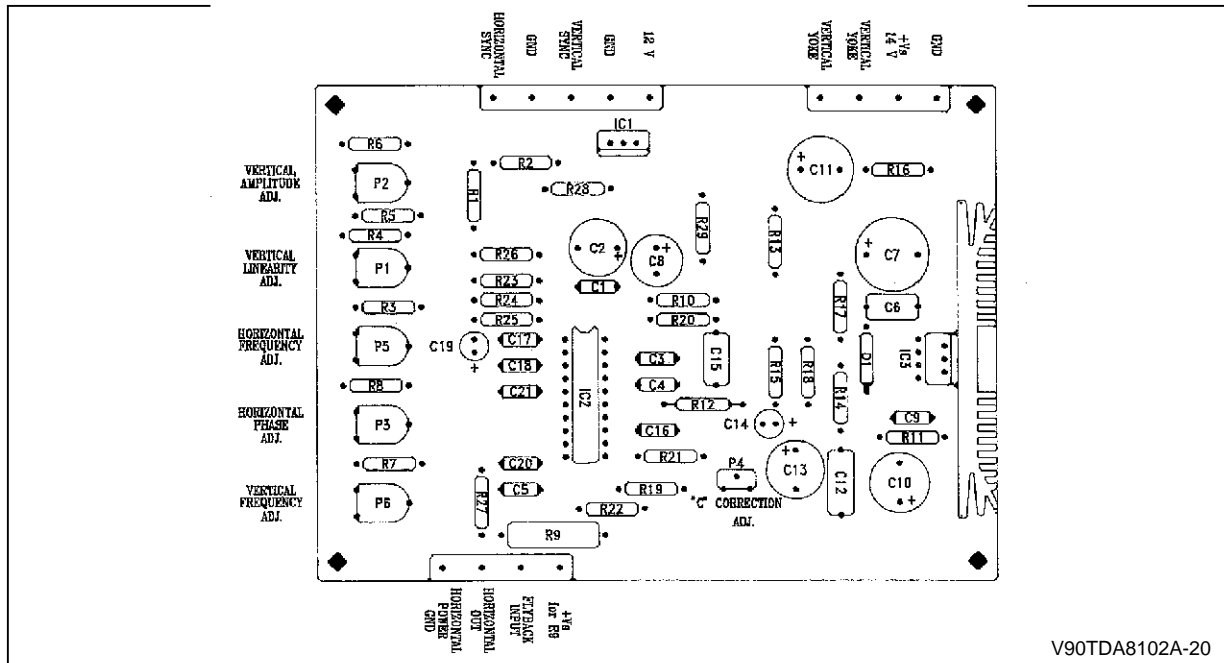 HORIZONTAL
SYNC
GND
VERTICAL
SYNC
GND
12 V
VERTICAL
YOKE
VERTICAL
YOKE
+Vs
14 V
GND
IC1
R6
VERTICAL
AMPLITUDE
ADJ.
P2
R2
R1
R28
C11
R16
R5
R4
R29
R13
VERTICAL
LINEARITY
ADJ.
P1
R26
C2
C8
C7
R23
C1
R24
R10
R17
C6
R3
R25
R20
HORIZONTAL
FREQUENCY
ADJ.
P5
C19
C17
C18
C21
IC2
C3
C4
C15
R15
R18
D1
IC3
R8
R12
R14
HORIZONTAL
PHASE
ADJ.
P3
C16
C14
C9
R11
R7
C20
R21
P4
C13
C12
C10
VERTICAL
FREQUENCY
ADJ.
P6
R27
C5
R19
"C" CORRECTION
ADJ.
R22
R9
HORIZONTAL
POWER
GND
HORIZONTAL
OUT
FLYBACK
INPUT
+Vs
for R9
V90TDA8102A-20